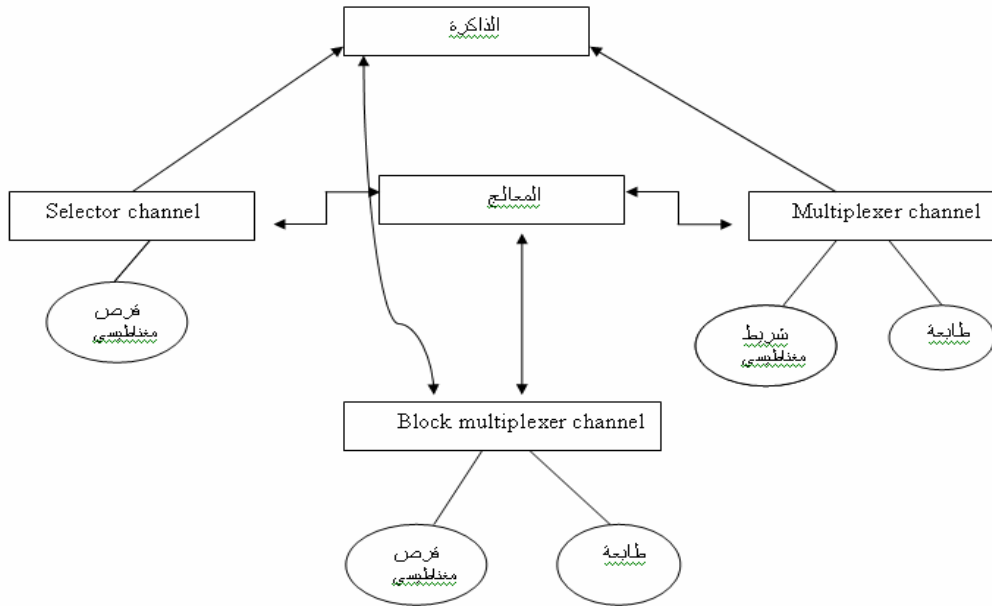 الذاكرة
المعالج
Selector channel
Multiplexer channel
قرص
مغناطيسي
شريط
مغناطيسي
طابعة
Block multiplexer channel
قرص
مغناطيسي
طابعة